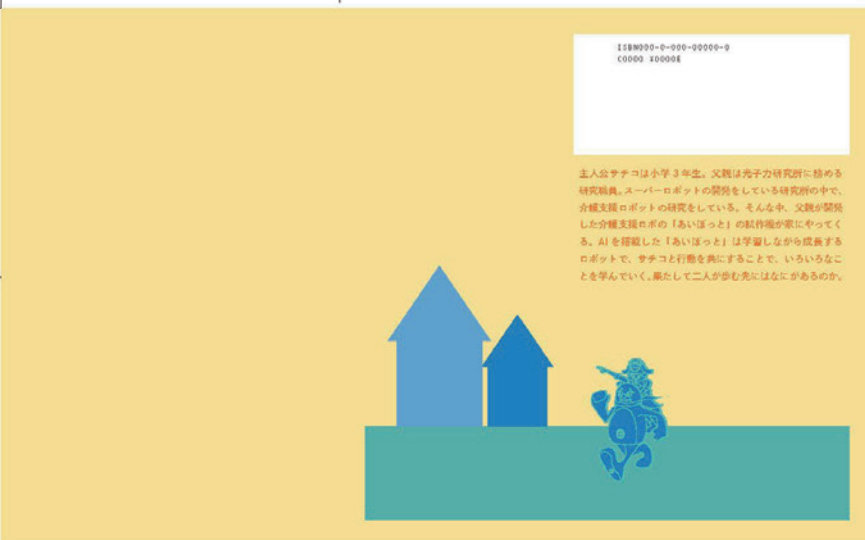 ISBN000-0-000-00000-0
C0000 ¥0000E
主人公サチコは小学３年生。父親は光子力研究所に務める
研究職員。スーパーロボットの開発をしている研究所の中で、
介護支援ロボットの研究をしている。そんな中、父親が開発
した介護支援ロボの「あいぼっと」の試作機が家にやってく
る。AIを搭載した「あいぼっと」は学習しながら成長する
ロボットで、サチコと行動を共にすることで、いろいろなこ
とを学んでいく。果たして二人が歩む先にはなにがあるのか。